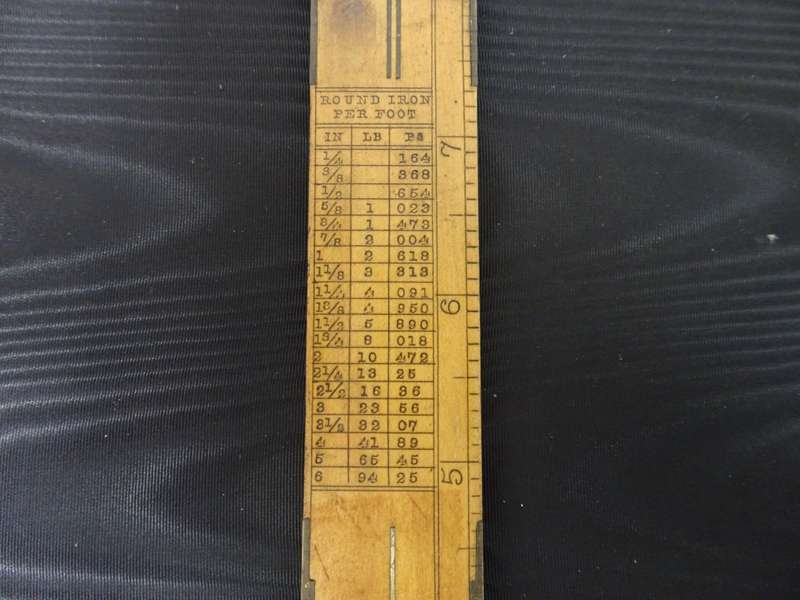 ROUND IRON
PER FOOT
IN LB Pts
1/4 164
3/8 368
1/2 654
5/8 1 023
3/4 1 473
7/8 2 004
1 2 618
1 1/8 3 313
1 1/4 4 091
1 3/8 4 950
1 1/2 5 890
1 3/4 8 018
2 10 472
2 1/4 13 25
2 1/2 16 36
3 23 56
3 1/2 32 07
4 41 89
5 65 45
6 94 25
7
6
5